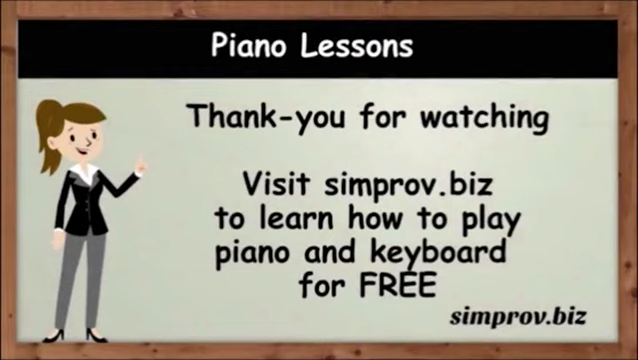 Piano Lessons
Thank-you for watching
Visit simprov.biz
to learn how to play
piano and keyboard
for FREE
simprov.biz